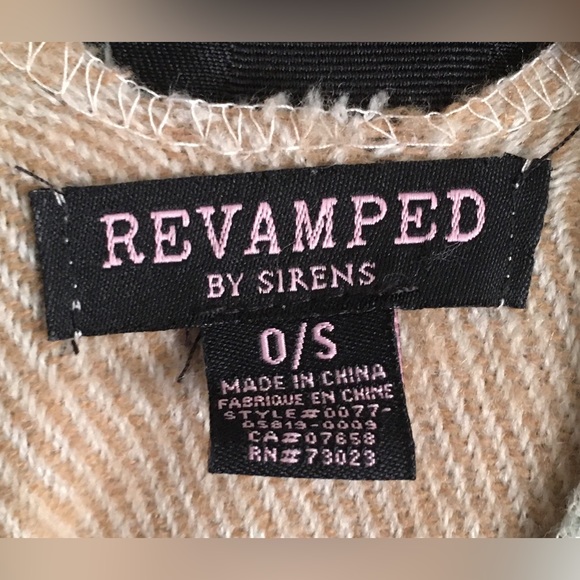 REVAMPED
BY SIRENS
O/S
MADE IN CHINA
FABRIQUE EN CHINE
STYLE#0077-
05819-0009
CA#07658
RN#73023